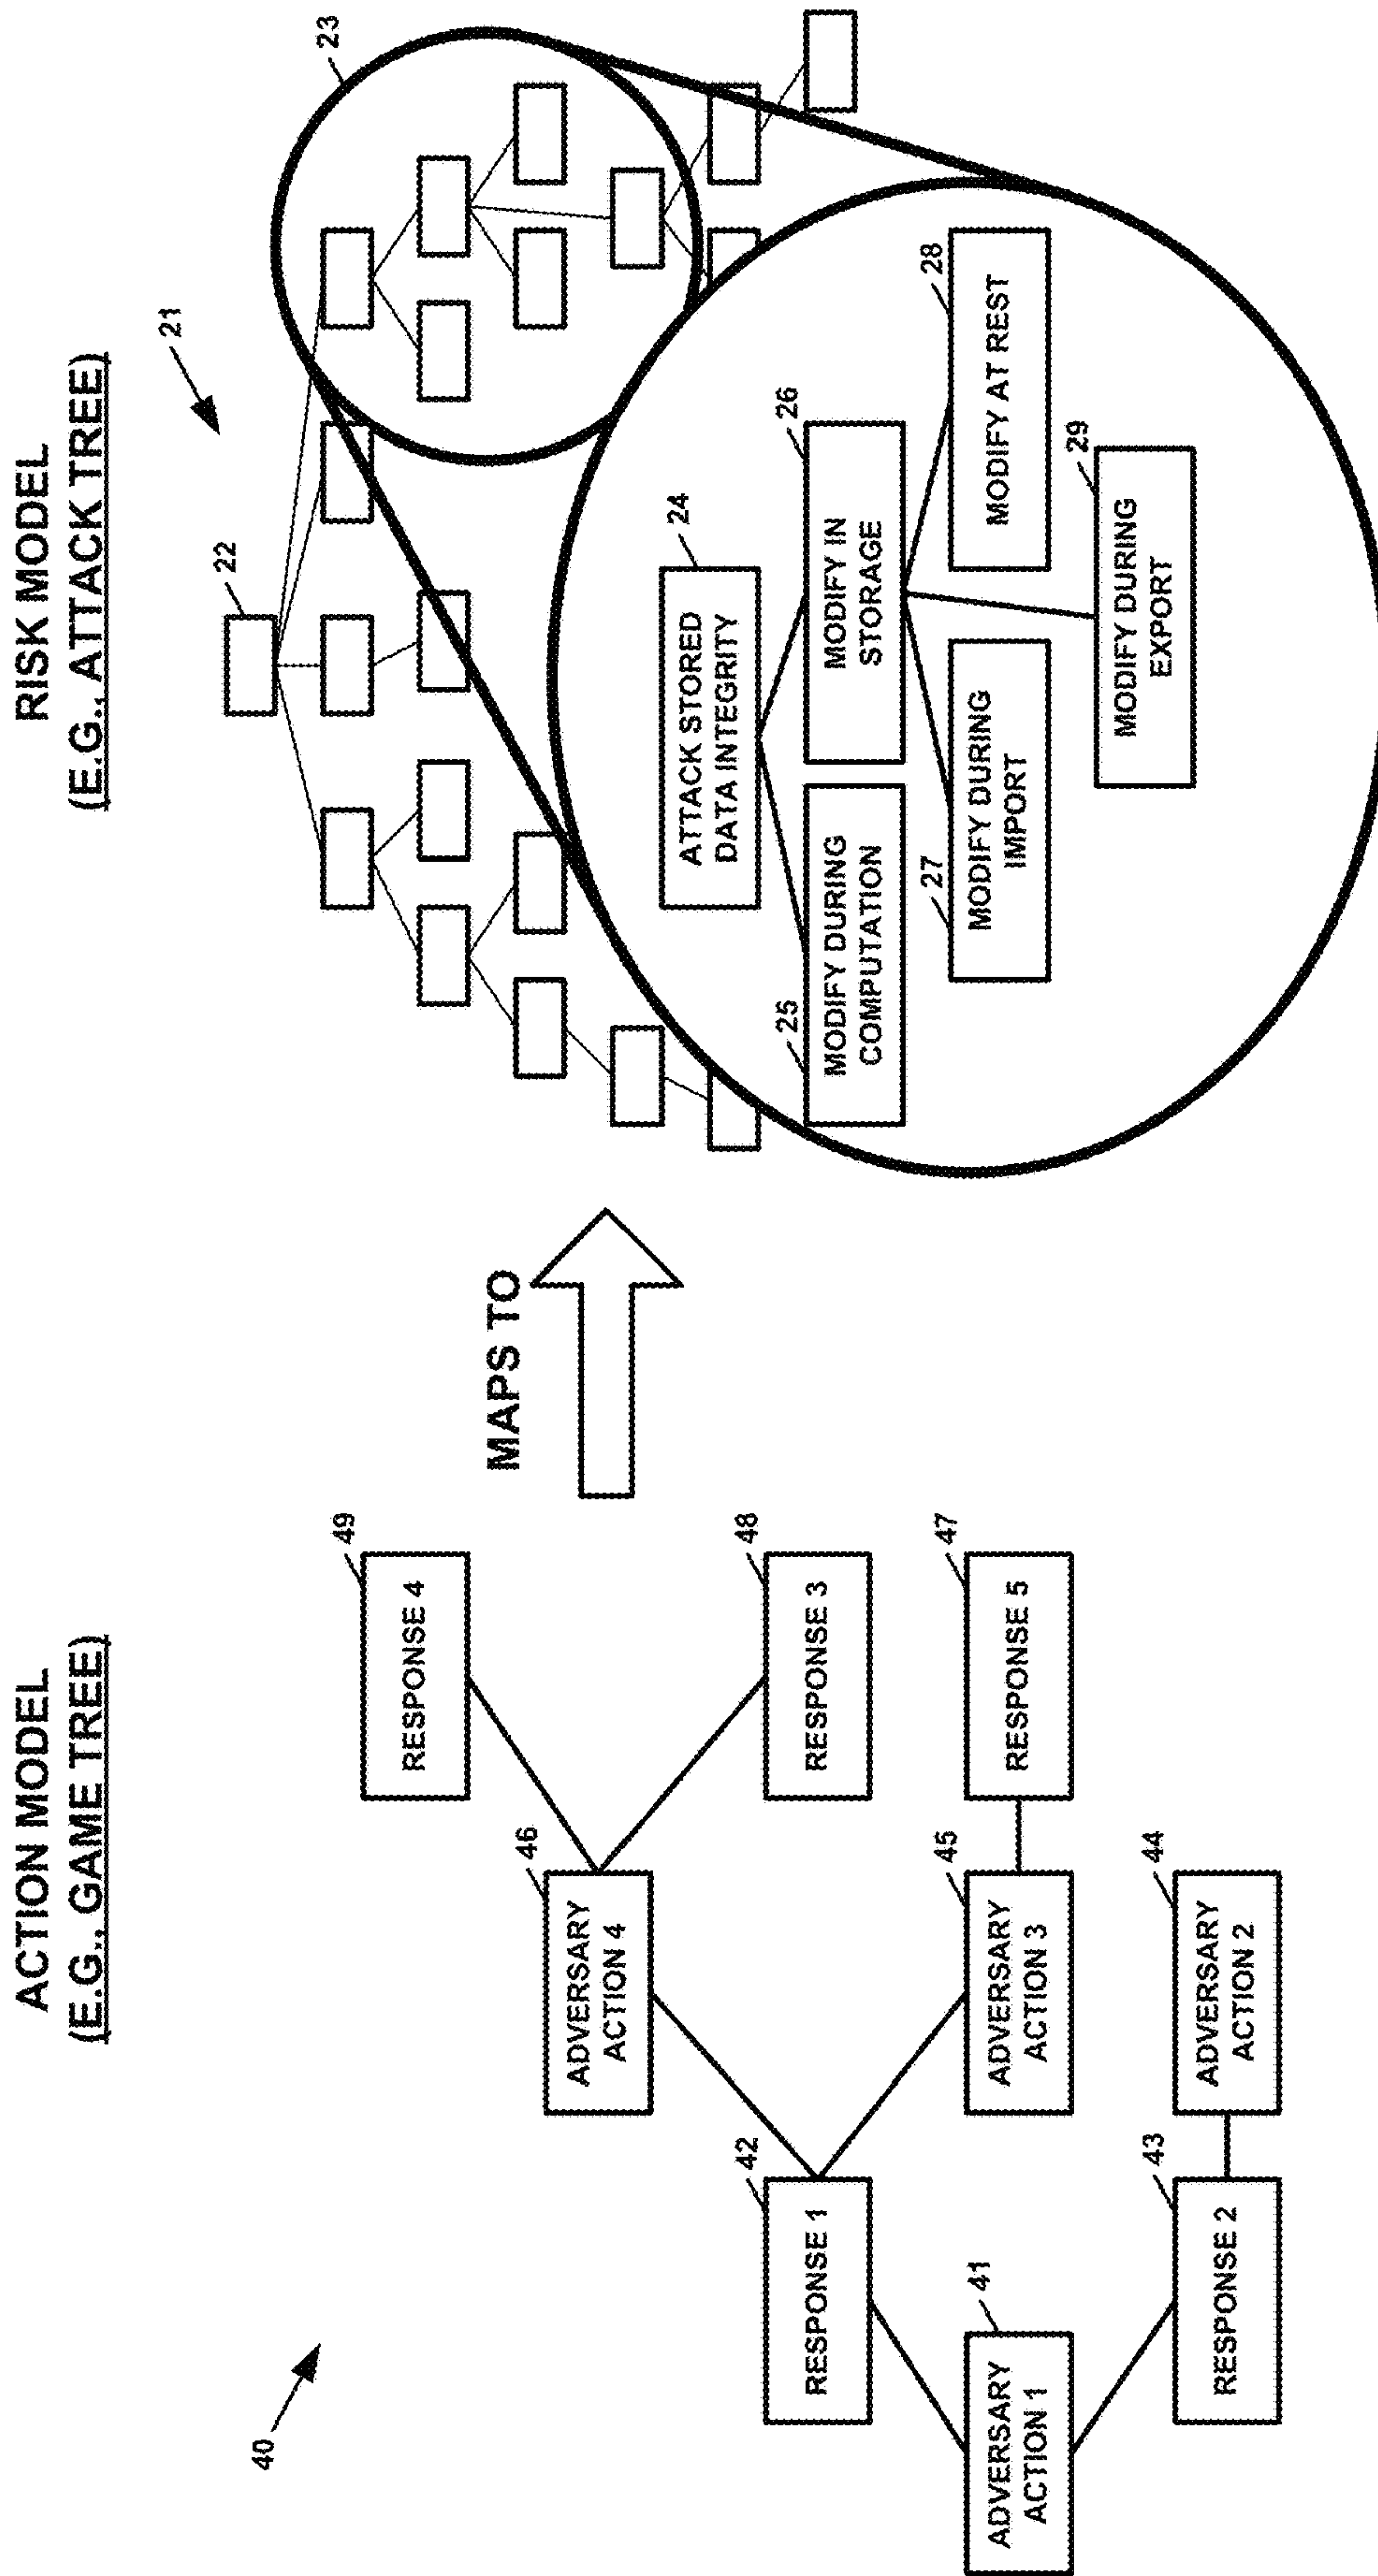 ACTION MODEL
(E.G., GAME TREE)
40
49
RESPONSE 4
46
ADVERSARY
ACTION 4
42
RESPONSE 1
48
RESPONSE 3
41
ADVERSARY
ACTION 1
45
ADVERSARY
ACTION 3
47
RESPONSE 5
43
RESPONSE 2
44
ADVERSARY
ACTION 2
MAPS TO
RISK MODEL
(E.G., ATTACK TREE)
21
22
23
24
ATTACK STORED
DATA INTEGRITY
25
MODIFY DURING
COMPUTATION
26
MODIFY IN
STORAGE
27
MODIFY DURING
IMPORT
28
MODIFY AT REST
29
MODIFY DURING
EXPORT